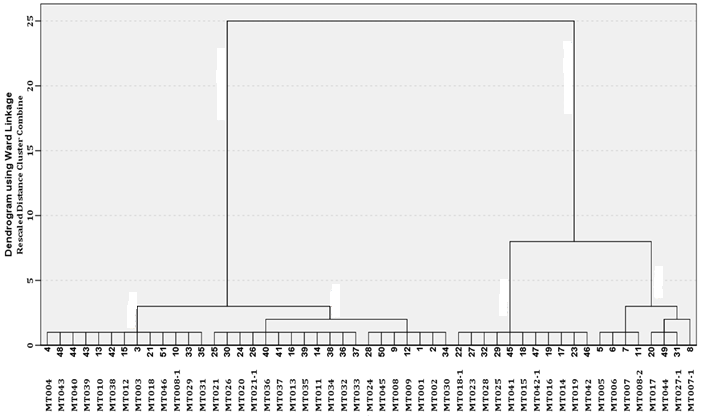 Dendrogram using Ward Linkage
Rescaled Distance Cluster Combine
25
20
15
10
5
0
4 48 44 43 13 42 15 3 21 51 10 33 35 25 30 24 26 40 41 16 39 14 38 36 37 28 50 9 12 1 2 34 22 27 32 29 45 18 47 19 17 23 46 5 6 7 11 20 49 31 8
MT004 MT043 MT040 MT039 MT010 MT038 MT012 MT003 MT018 MT046 MT008-1 MT029 MT031 MT021 MT026 MT020 MT021-1 MT036 MT037 MT013 MT035 MT011 MT034 MT032 MT033 MT024 MT045 MT008 MT009 MT001 MT002 MT030 MT018-1 MT023 MT028 MT025 MT041 MT015 MT042-1 MT016 MT014 MT019 MT042 MT005 MT006 MT007 MT008-2 MT017 MT044 MT027-1 MT007-1